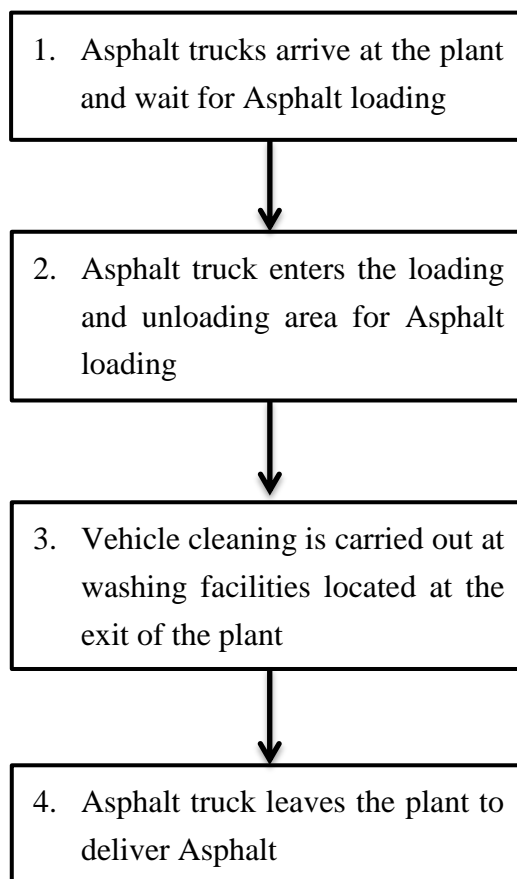 1. Asphalt trucks arrive at the plant
and wait for Asphalt loading
2. Asphalt truck enters the loading
and unloading area for Asphalt
loading
3. Vehicle cleaning is carried out at
washing facilities located at the
exit of the plant
4. Asphalt truck leaves the plant to
deliver Asphalt